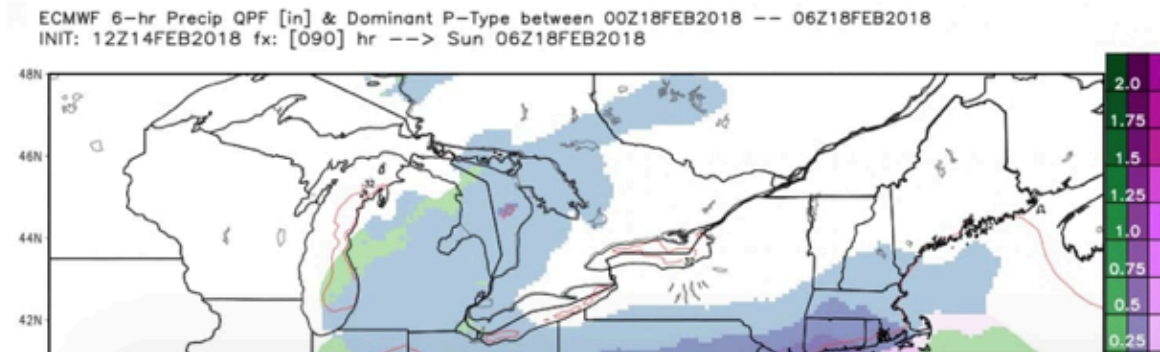 ECMWF 6-hr Precip QPF [in] & Dominant P-Type between 00Z18FEB2018 -- 06Z18FEB2018
INIT: 12Z14FEB2018 fx: [090] hr --> Sun 06Z18FEB2018
48N
2.0
1.75
46N
1.5
1.25
44N
1.0
0.75
0.5
42N
0.25
32
32